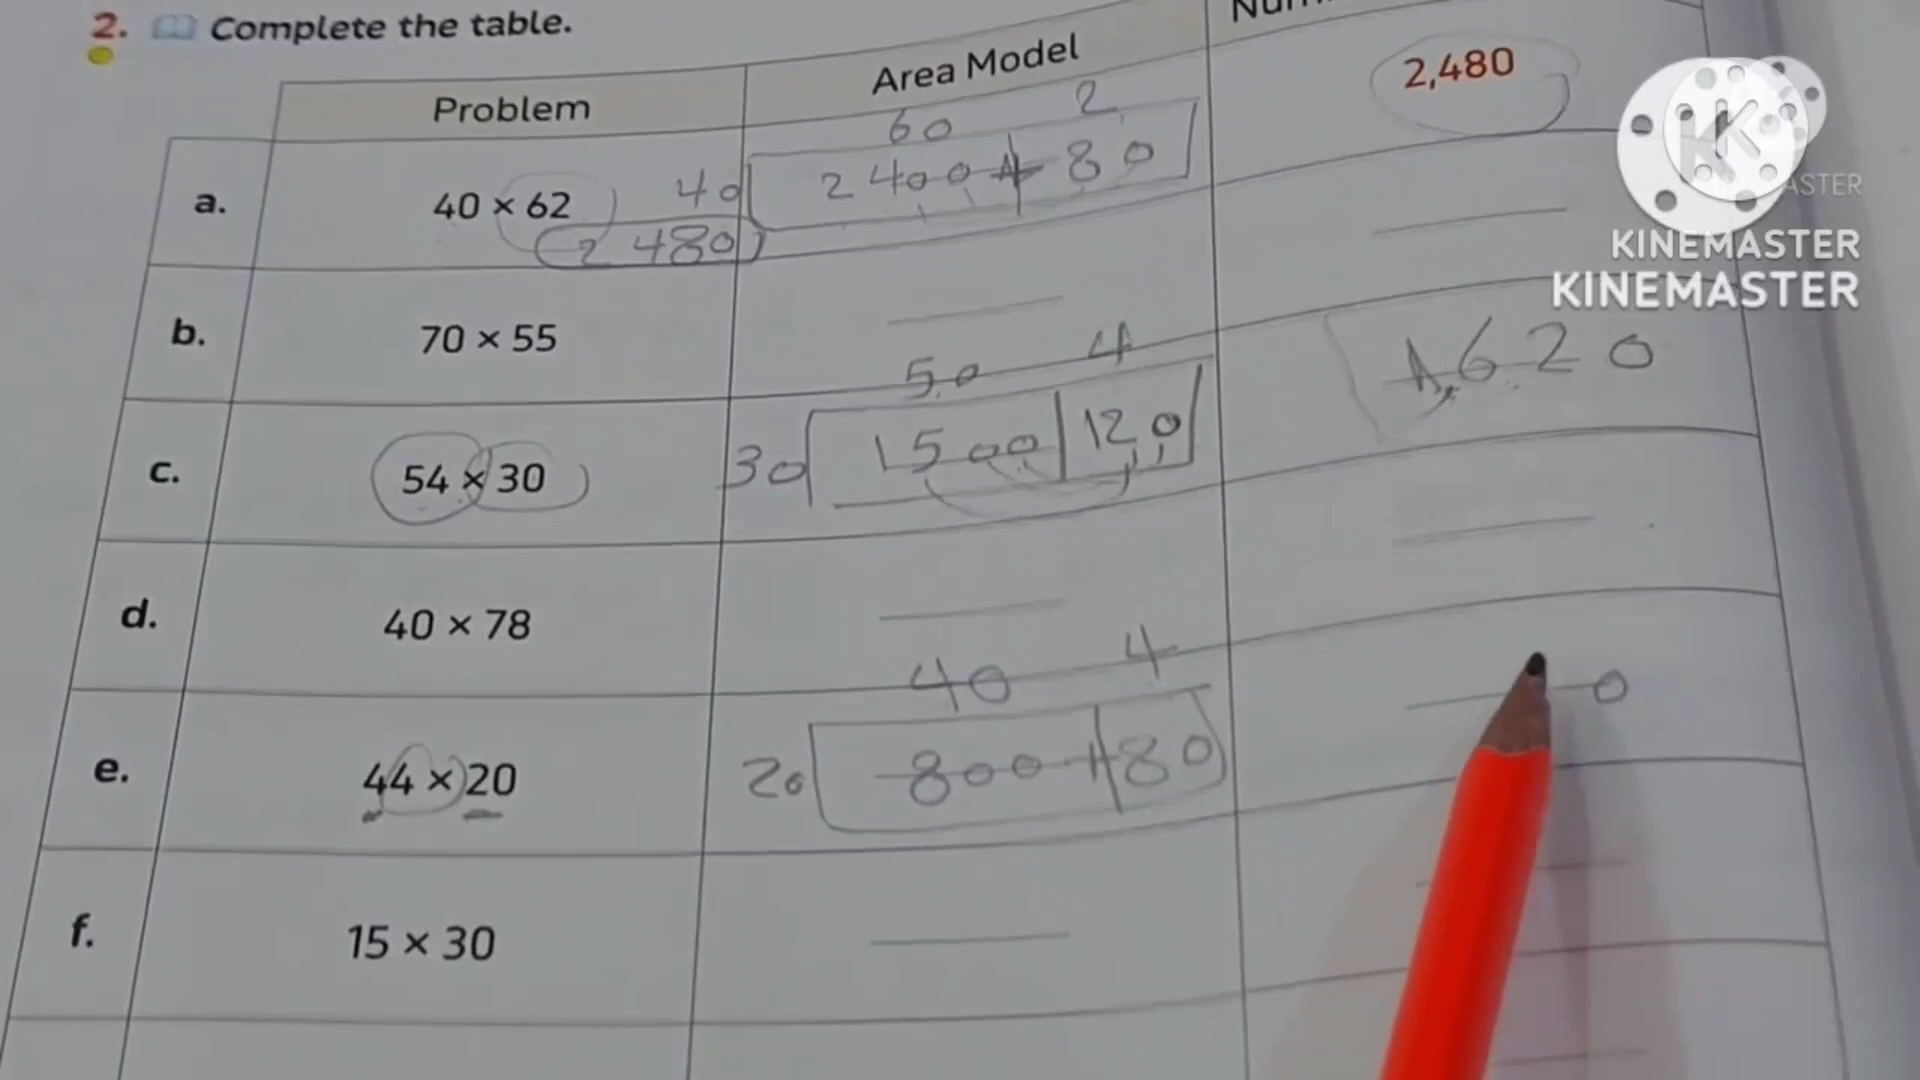 2. Complete the table.
Problem
Area Model
a.
40 × 62
60 2
40 2400 + 80
2480
2,480
b.
70 × 55
c.
54 × 30
50 4
30 1500 120
1,620
d.
40 × 78
e.
44 × 20
40 4
20 800 + 80
0
f.
15 × 30
KINEMASTER
KINEMASTER